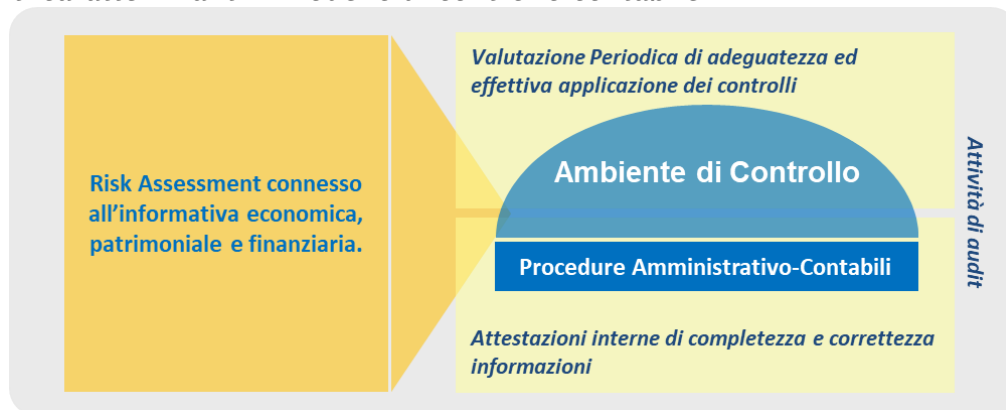 Risk Assessment connesso
all’informativa economica,
patrimoniale e finanziaria.
Valutazione Periodica di adeguatezza ed
effettiva applicazione dei controlli
Ambiente di Controllo
Procedure Amministrativo-Contabili
Attestazioni interne di completezza e correttezza
informazioni
Attività di audit